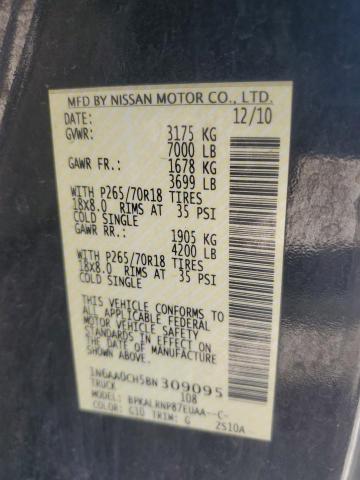 MFD BY NISSAN MOTOR CO., LTD.
DATE: 12/10
GVWR: 3175 KG
7000 LB
GAWR FR: 1678 KG
3699 LB
WITH P265/70R18 TIRES
18x8.0 RIMS AT 35 PSI
COLD SINGLE
GAWR RR: 1905 KG
4200 LB
WITH P265/70R18 TIRES
18x8.0 RIMS AT 35 PSI
COLD SINGLE
THIS VEHICLE CONFORMS TO
ALL APPLICABLE FEDERAL
MOTOR VEHICLE SAFETY
STANDARDS IN EFFECT ON
THE DATE OF MANUFACTURE
SHOWN ABOVE.
1N6AA0CH5BN 309095
TRUCK 108
MODEL: BPKALRNP87EUAA--C-
COLOR: G10 TRIM: G 2S10A